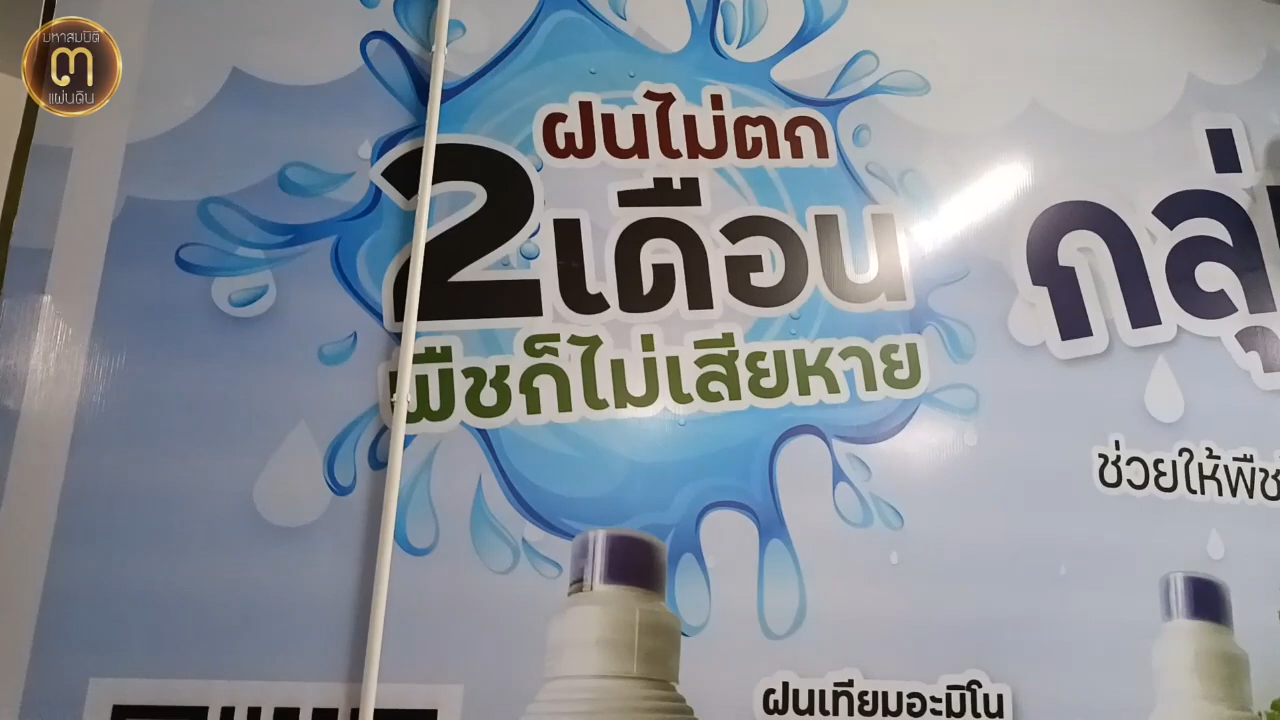 มหาสมบัติ
๓
แผ่นดิน
ฝนไม่ตก
2เดือน
พืชก็ไม่เสียหาย
ช่วยให้พืช
ฝนเทียมอะมิโน